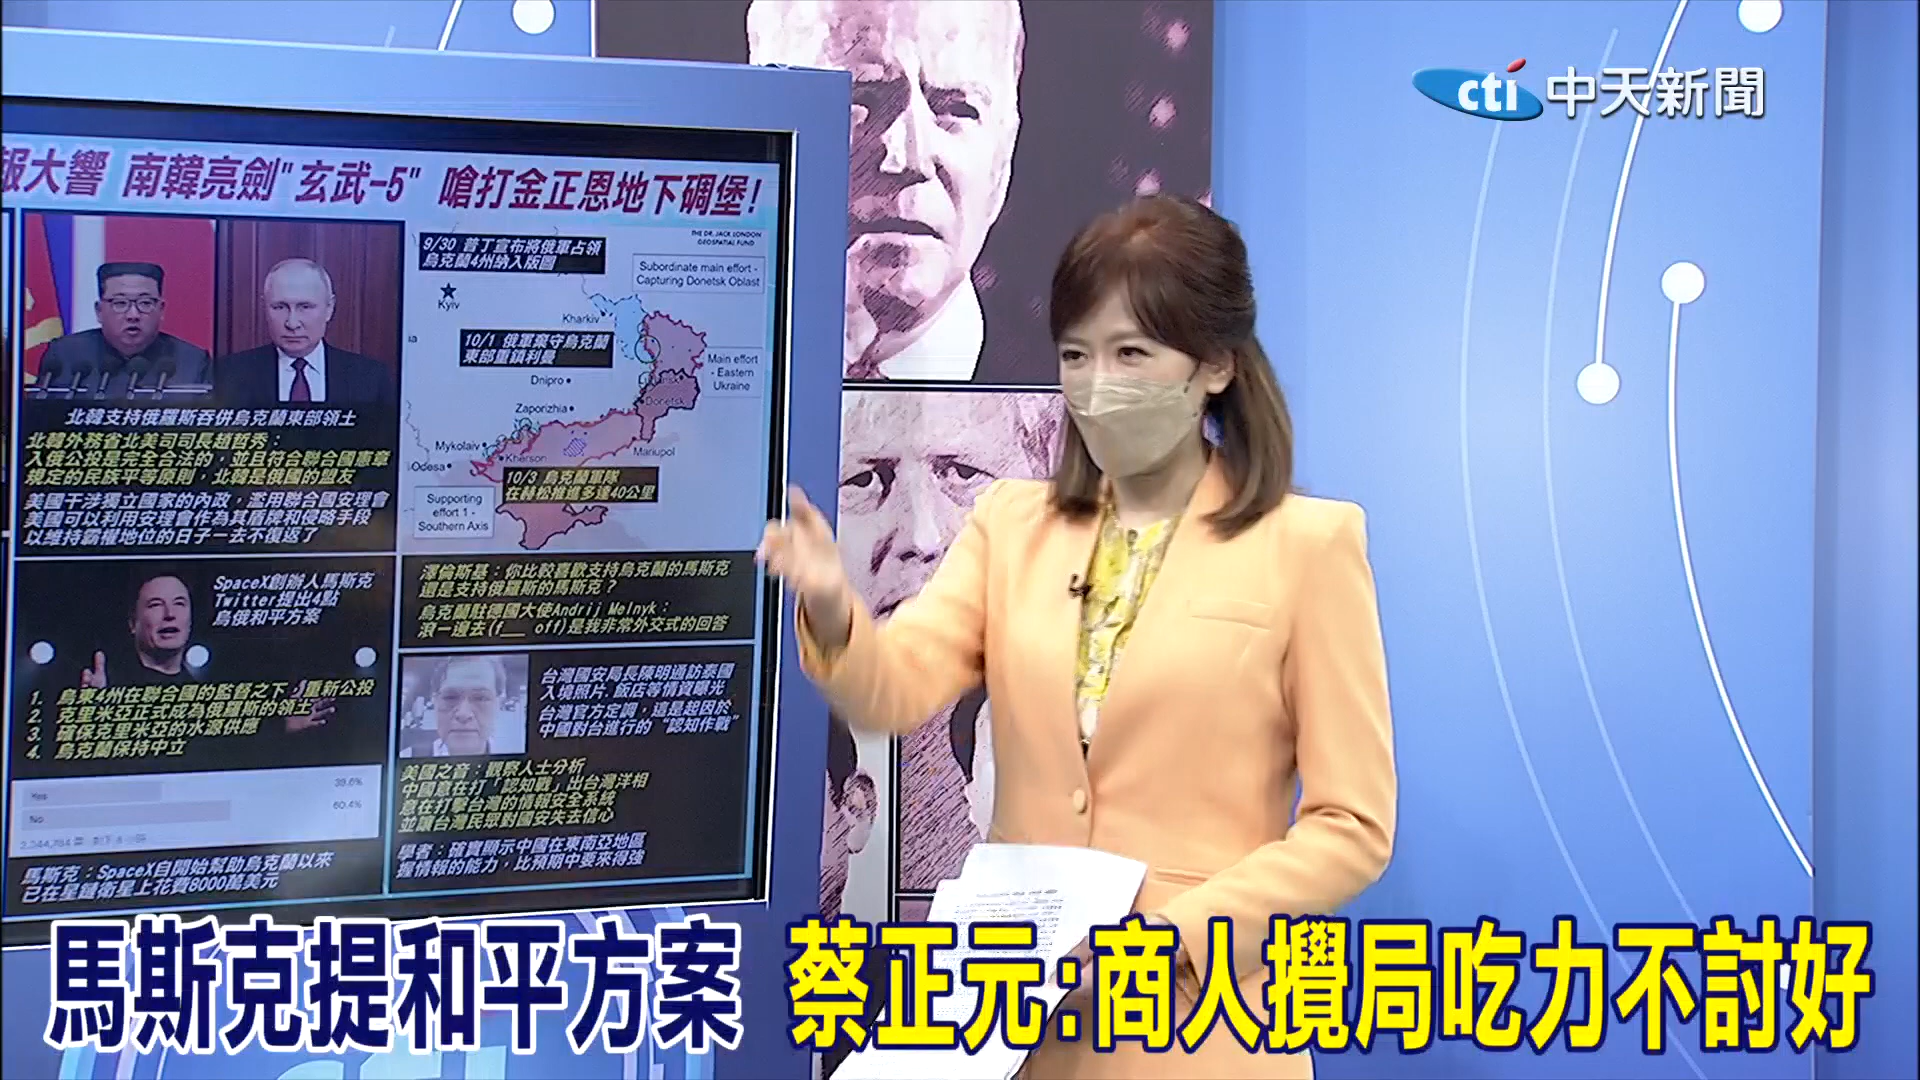 cti 中天新聞
報大響 南韓亮劍"玄武-5" 嗆打金正恩地下碉堡!
北韓支持俄羅斯吞併烏克蘭東部領土
北韓外務省北美司司長趙哲秀：
入俄公投是完全合法的，並且符合聯合國憲章
規定的民族平等原則，北韓是俄國的盟友
美國干涉獨立國家的內政，濫用聯合國安理會
美國可以利用安理會作為其盾牌和侵略手段
以維持霸權地位的日子一去不復返了
THE DR. JACK LONDON
GEOSPATIAL FUND
9/30 普丁宣布將俄軍占領
烏克蘭4州納入版圖
Subordinate main effort -
Capturing Donetsk Oblast
Kyiv
Kharkiv
10/1 俄軍棄守烏克蘭
東部重鎮利曼
Main effort
- Eastern
Ukraine
Dnipro
Luhansk
Donetsk
Zaporizhia
Mykolaiv
Kherson
Mariupol
Odesa
10/3 烏克蘭軍隊
在赫松推進多達40公里
Supporting
effort 1 -
Southern Axis
SpaceX創辦人馬斯克
Twitter提出4點
烏俄和平方案
1. 烏東4州在聯合國的監督之下，重新公投
2. 克里米亞正式成為俄羅斯的領土
3. 確保克里米亞的水源供應
4. 烏克蘭保持中立
Yes 39.6%
No 60.4%
馬斯克：SpaceX自開始幫助烏克蘭以來
已在星鏈衛星上花費8000萬美元
澤倫斯基：你比較喜歡支持烏克蘭的馬斯克
還是支持俄羅斯的馬斯克？
烏克蘭駐德國大使Andrij Melnyk：
滾一邊去(f__ off)是我非常外交式的回答
台灣國安局長陳明通訪泰國
入境照片、飯店等情資曝光
台灣官方定調，這是起因於
中國對台進行的“認知作戰”
美國之音：觀察人士分析
中國意在打「認知戰」出台灣洋相
意在打擊台灣的情報安全系統
並讓台灣民眾對國安失去信心
學者：確實顯示中國在東南亞地區
握情報的能力，比預期中要來得強
馬斯克提和平方案 蔡正元:商人攪局吃力不討好